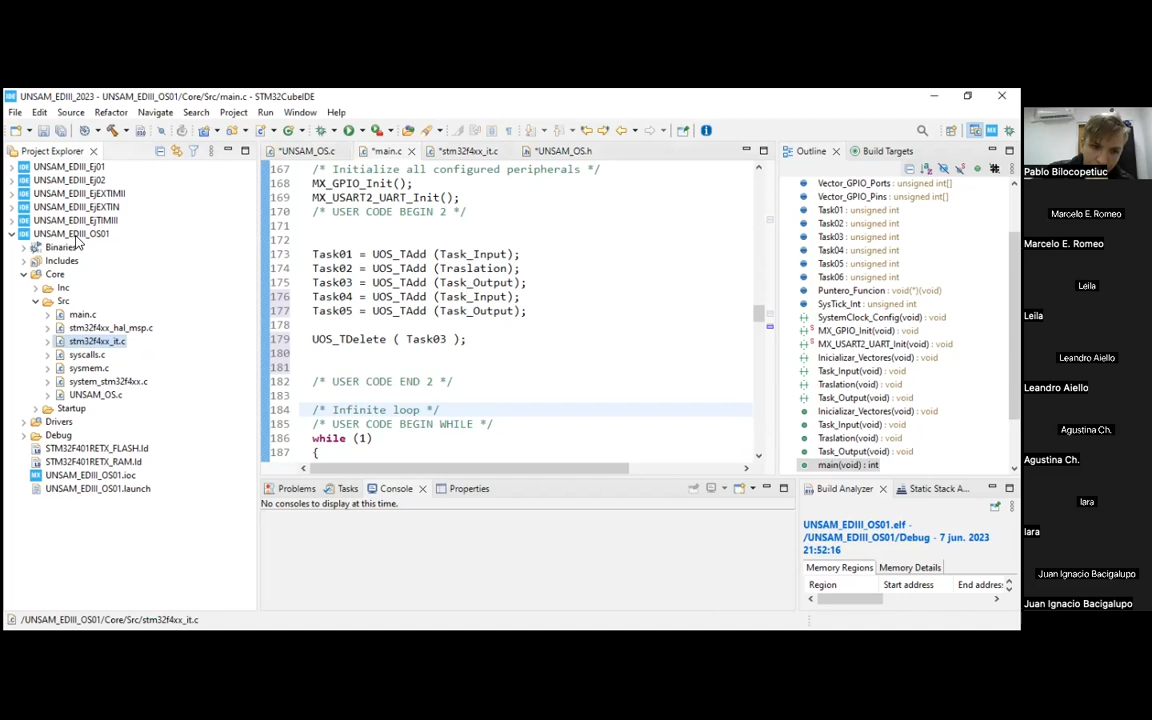 UNSAM_EDIII_2023 - UNSAM_EDIII_OS01/Core/Src/main.c - STM32CubeIDE
File Edit Source Refactor Navigate Search Project Run Window Help
Project Explorer
UNSAM_EDIII_Ej01
UNSAM_EDIII_Ej02
UNSAM_EDIII_EjEXTIMII
UNSAM_EDIII_EjEXTIN
UNSAM_EDIII_EjTIMIII
UNSAM_EDIII_OS01
Binaries
Includes
Core
Inc
Src
main.c
stm32f4xx_hal_msp.c
stm32f4xx_it.c
syscalls.c
sysmem.c
system_stm32f4xx.c
UNSAM_OS.c
Startup
Drivers
Debug
STM32F401RETX_FLASH.ld
STM32F401RETX_RAM.ld
UNSAM_EDIII_OS01.ioc
UNSAM_EDIII_OS01.launch
*UNSAM_OS.c *main.c *stm32f4xx_it.c *UNSAM_OS.h
167 /* Initialize all configured peripherals */
168 MX_GPIO_Init();
169 MX_USART2_UART_Init();
170 /* USER CODE BEGIN 2 */
171
172
173 Task01 = UOS_TAdd (Task_Input);
174 Task02 = UOS_TAdd (Traslation);
175 Task03 = UOS_TAdd (Task_Output);
176 Task04 = UOS_TAdd (Task_Input);
177 Task05 = UOS_TAdd (Task_Output);
178
179 UOS_TDelete ( Task03 );
180
181
182 /* USER CODE END 2 */
183
184 /* Infinite loop */
185 /* USER CODE BEGIN WHILE */
186 while (1)
187 {
Problems Tasks Console Properties
No consoles to display at this time.
Outline Build Targets
Vector_GPIO_Ports : unsigned int[]
Vector_GPIO_Pins : unsigned int[]
Task01 : unsigned int
Task02 : unsigned int
Task03 : unsigned int
Task04 : unsigned int
Task05 : unsigned int
Task06 : unsigned int
Puntero_Funcion : void(*)(void)
SysTick_Int : unsigned int
SystemClock_Config(void) : void
MX_GPIO_Init(void) : void
MX_USART2_UART_Init(void) : void
Inicializar_Vectores(void) : void
Task_Input(void) : void
Traslation(void) : void
Task_Output(void) : void
Inicializar_Vectores(void) : void
Task_Input(void) : void
Traslation(void) : void
Task_Output(void) : void
main(void) : int
Build Analyzer Static Stack A...
UNSAM_EDIII_OS01.elf -
/UNSAM_EDIII_OS01/Debug - 7 jun. 2023
21:52:16
Memory Regions Memory Details
Region Start address End address
/UNSAM_EDIII_OS01/Core/Src/stm32f4xx_it.c
Pablo Bilocopetiuc
Marcelo E. Romeo
Marcelo E. Romeo
Leila
Leila
Leandro Aiello
Leandro Aiello
Agustina Ch.
Agustina Ch.
Iara
Iara
Juan Ignacio Bacigalupo
Juan Ignacio Bacigalupo